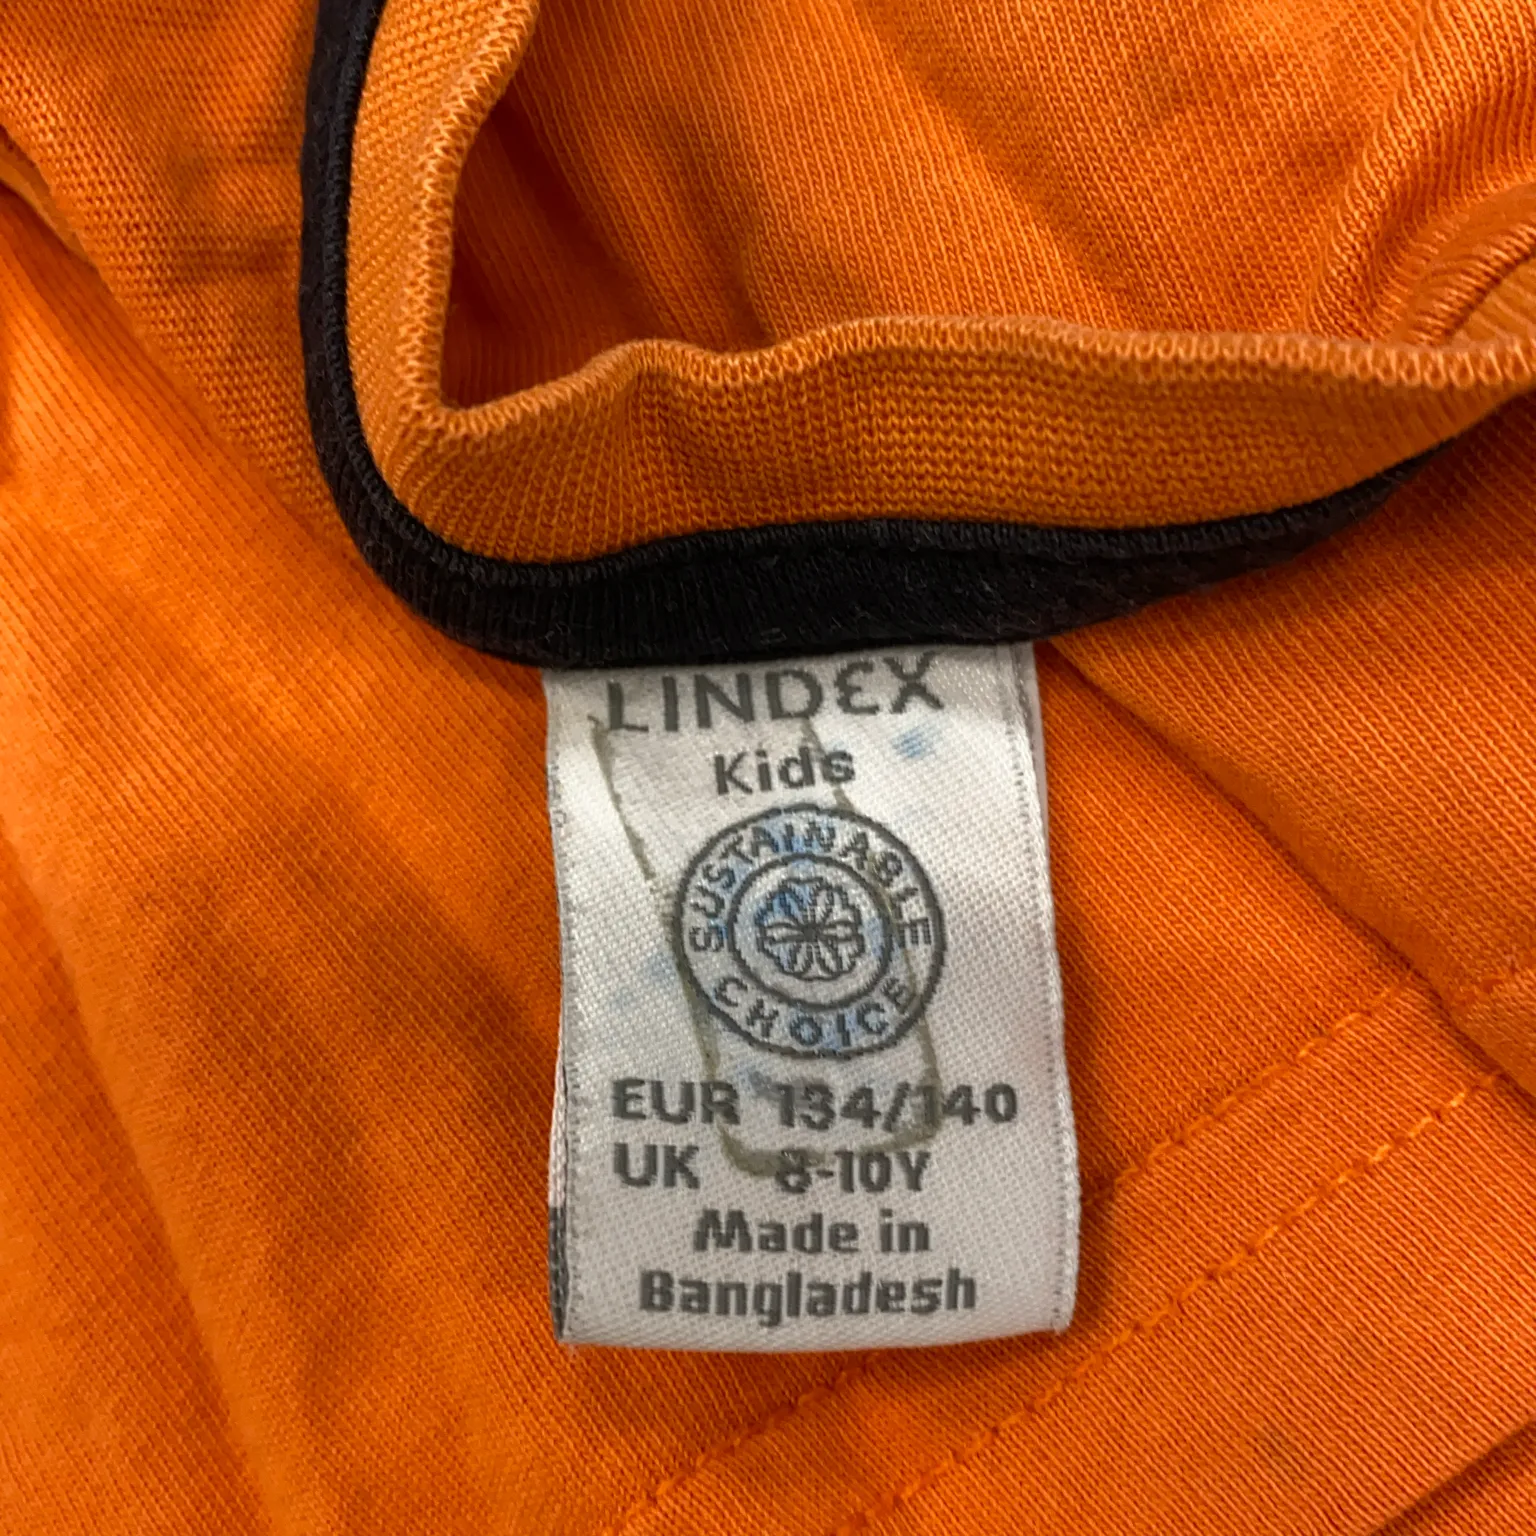 LINDEX
Kids
SUSTAINABLE
CHOICE
EUR 134/140
UK 8-10Y
Made in
Bangladesh